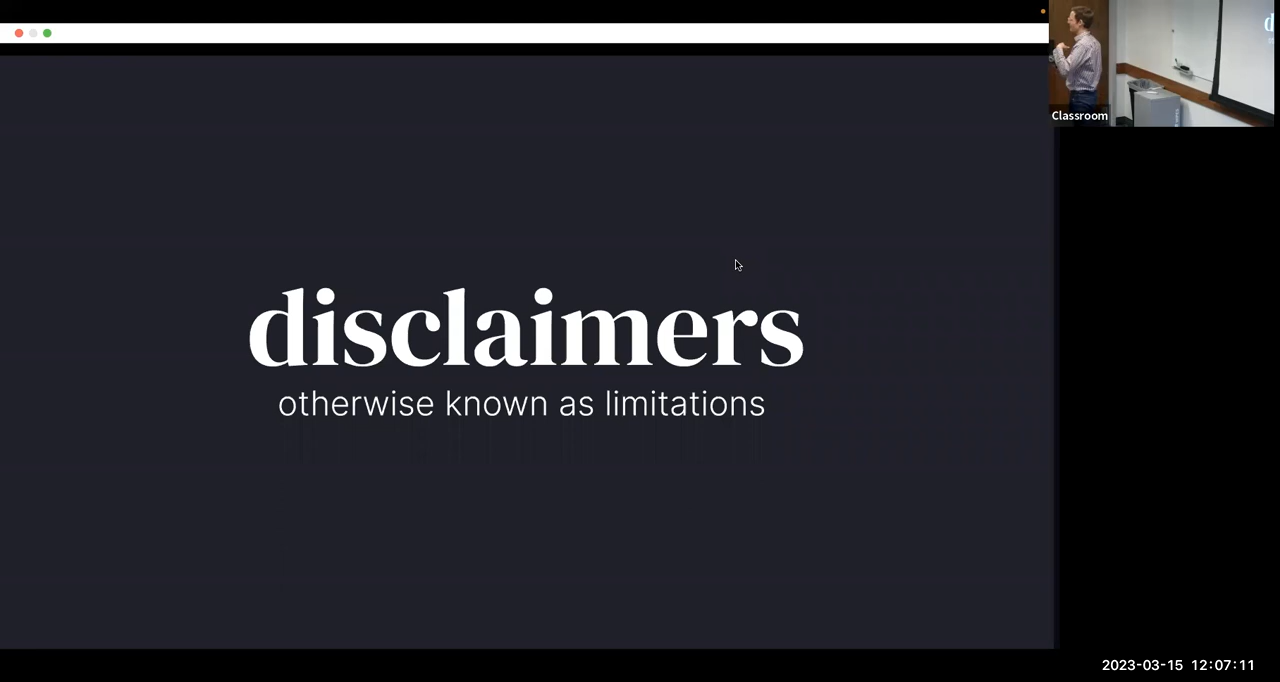 disclaimers
otherwise known as limitations
Classroom
2023-03-15 12:07:11